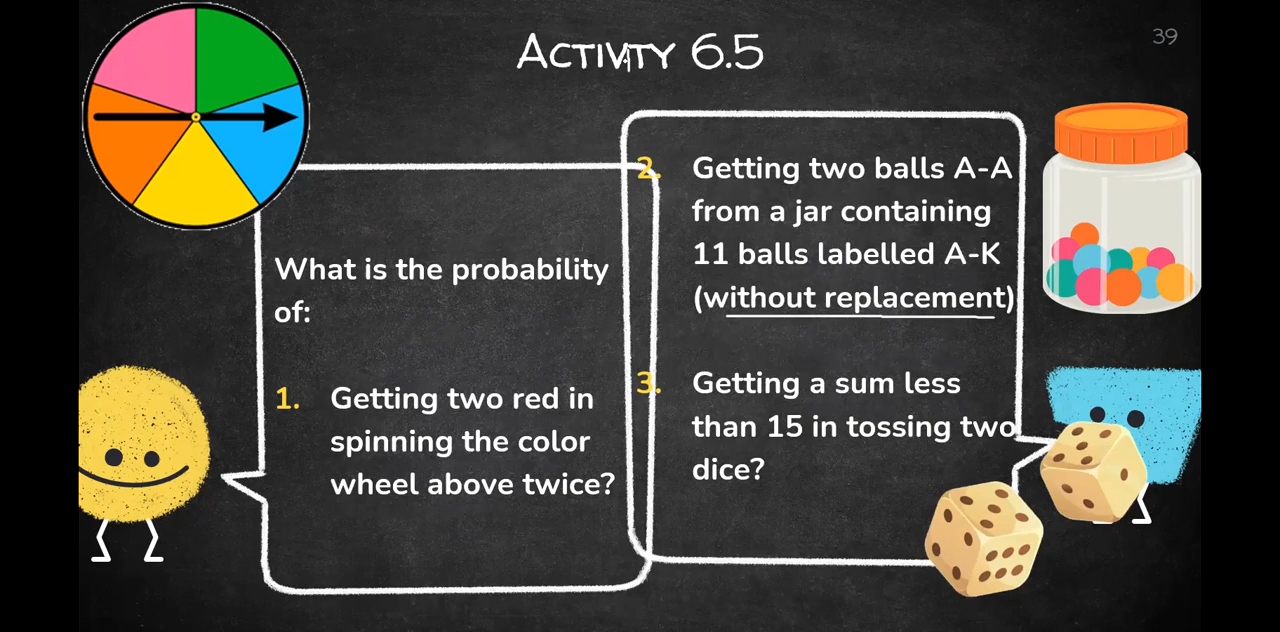 Activity 6.5
39
What is the probability
of:
1. Getting two red in
spinning the color
wheel above twice?
2. Getting two balls A-A
from a jar containing
11 balls labelled A-K
(without replacement)
3. Getting a sum less
than 15 in tossing two
dice?